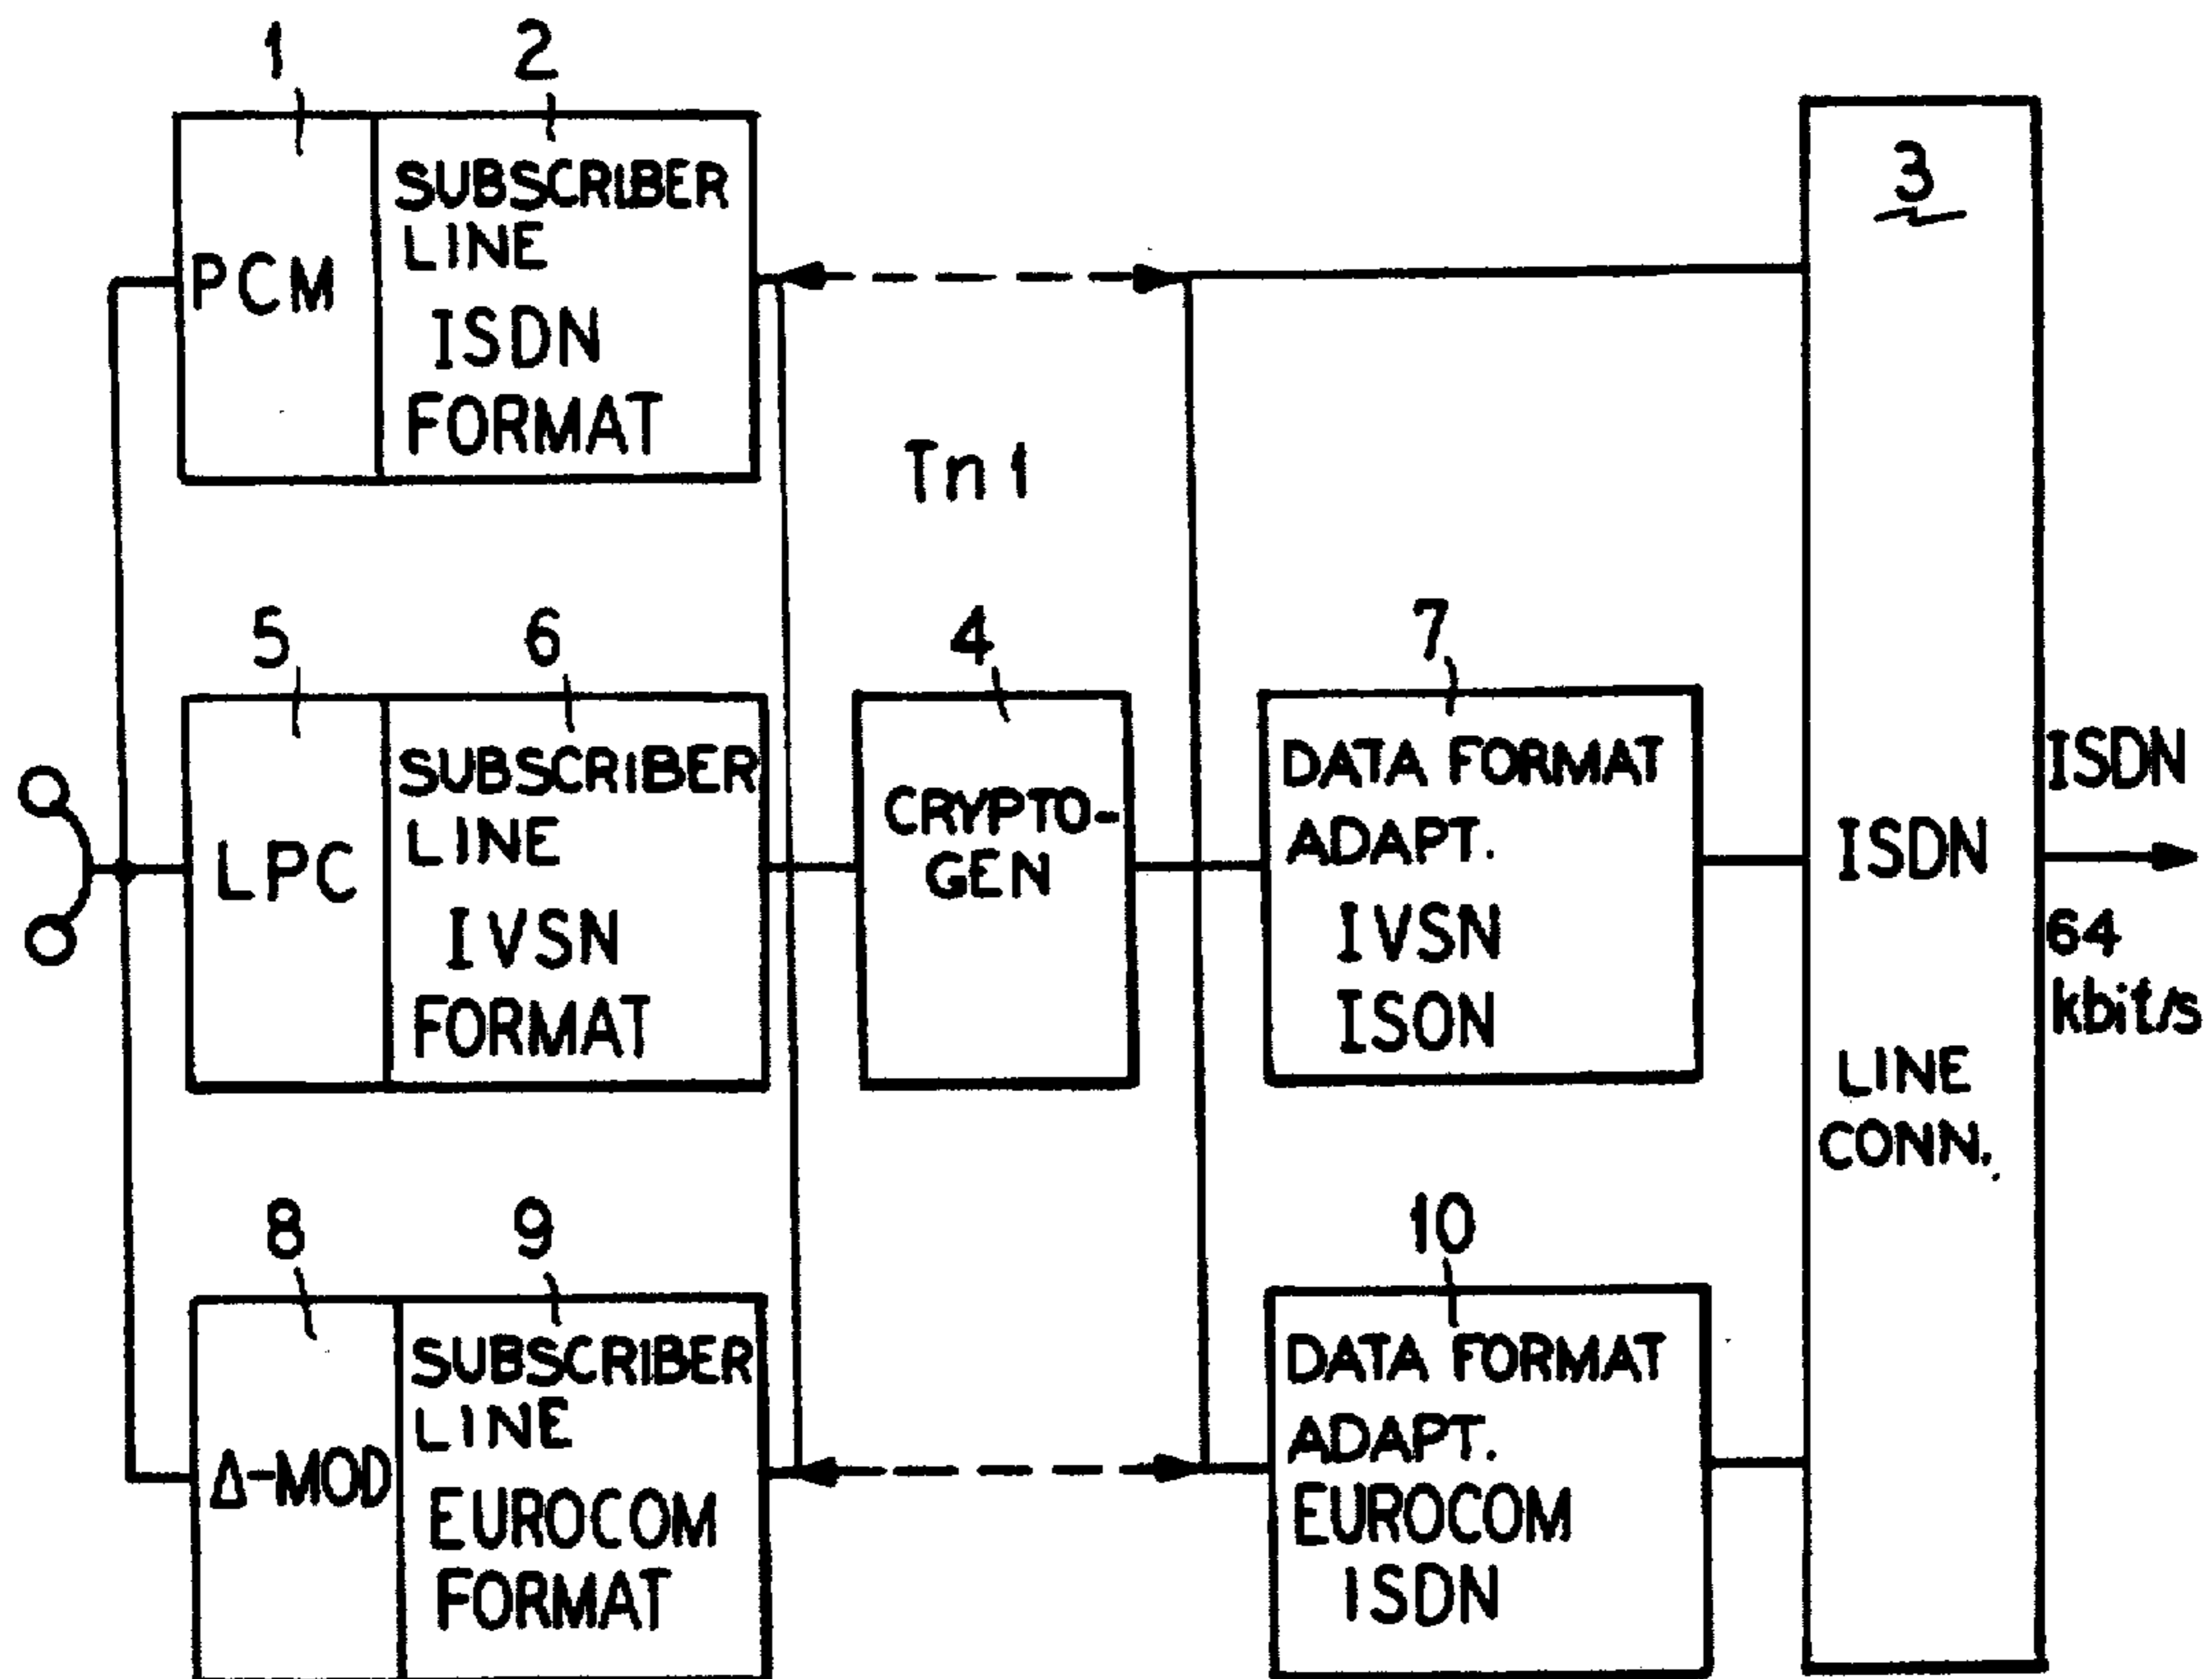 1
2
PCM
SUBSCRIBER
LINE
ISDN
FORMAT
3
Tn 1
5
6
4
7
LPC
SUBSCRIBER
LINE
IVSN
FORMAT
CRYPTO-
GEN
DATA FORMAT
ADAPT.
IVSN
ISON
ISDN
LINE
CONN.
ISDN
64
kbit/s
8
9
10
Δ-MOD
SUBSCRIBER
LINE
EUROCOM
FORMAT
DATA FORMAT
ADAPT.
EUROCOM
ISDN